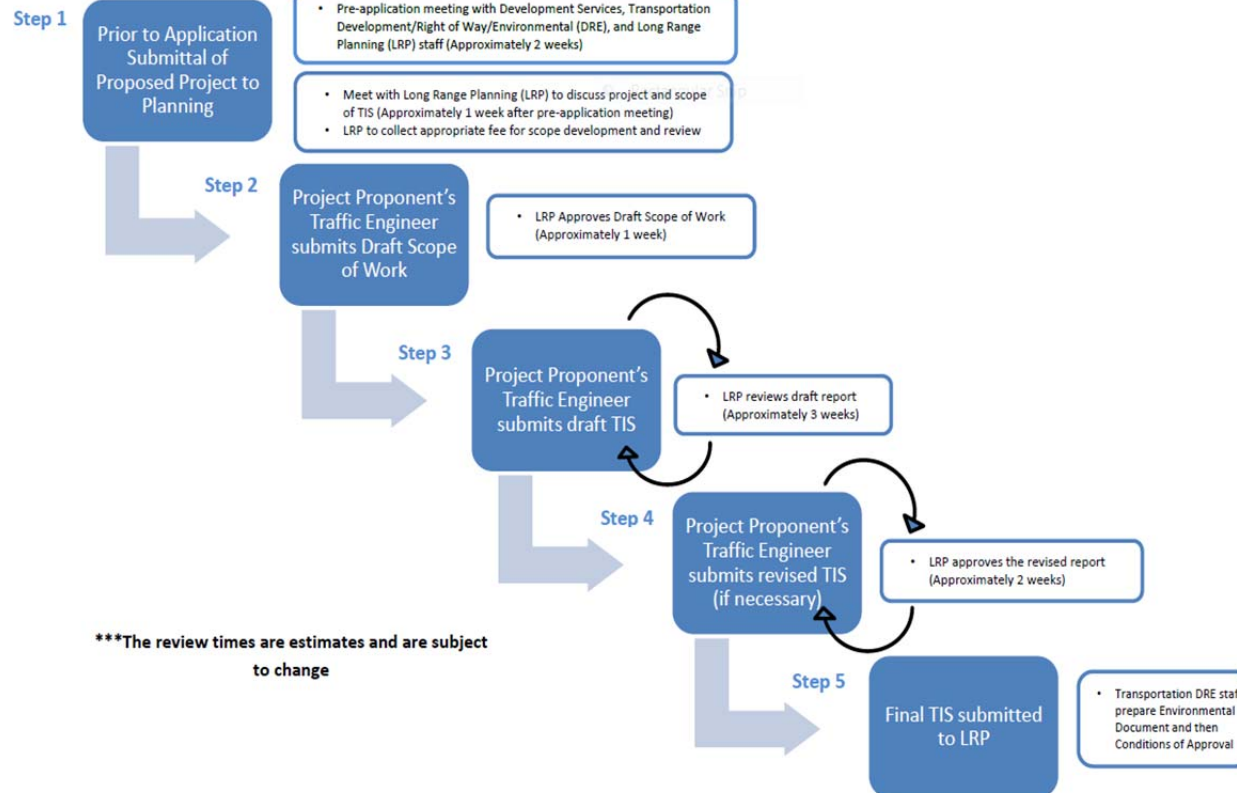 Step 1
Prior to Application
Submittal of
Proposed Project to
Planning
• Pre-application meeting with Development Services, Transportation
Development/Right of Way/Environmental (DRE), and Long Range
Planning (LRP) staff (Approximately 2 weeks)
• Meet with Long Range Planning (LRP) to discuss project and scope
of TIS (Approximately 1 week after pre-application meeting)
• LRP to collect appropriate fee for scope development and review
Step 2
Project Proponent's
Traffic Engineer
submits Draft Scope
of Work
• LRP Approves Draft Scope of Work
(Approximately 1 week)
Step 3
Project Proponent's
Traffic Engineer
submits draft TIS
• LRP reviews draft report
(Approximately 3 weeks)
Step 4
Project Proponent's
Traffic Engineer
submits revised TIS
(if necessary)
• LRP approves the revised report
(Approximately 2 weeks)
***The review times are estimates and are subject
to change
Step 5
Final TIS submitted
to LRP
• Transportation DRE
prepare Environmental
Document and then
Conditions of Approval